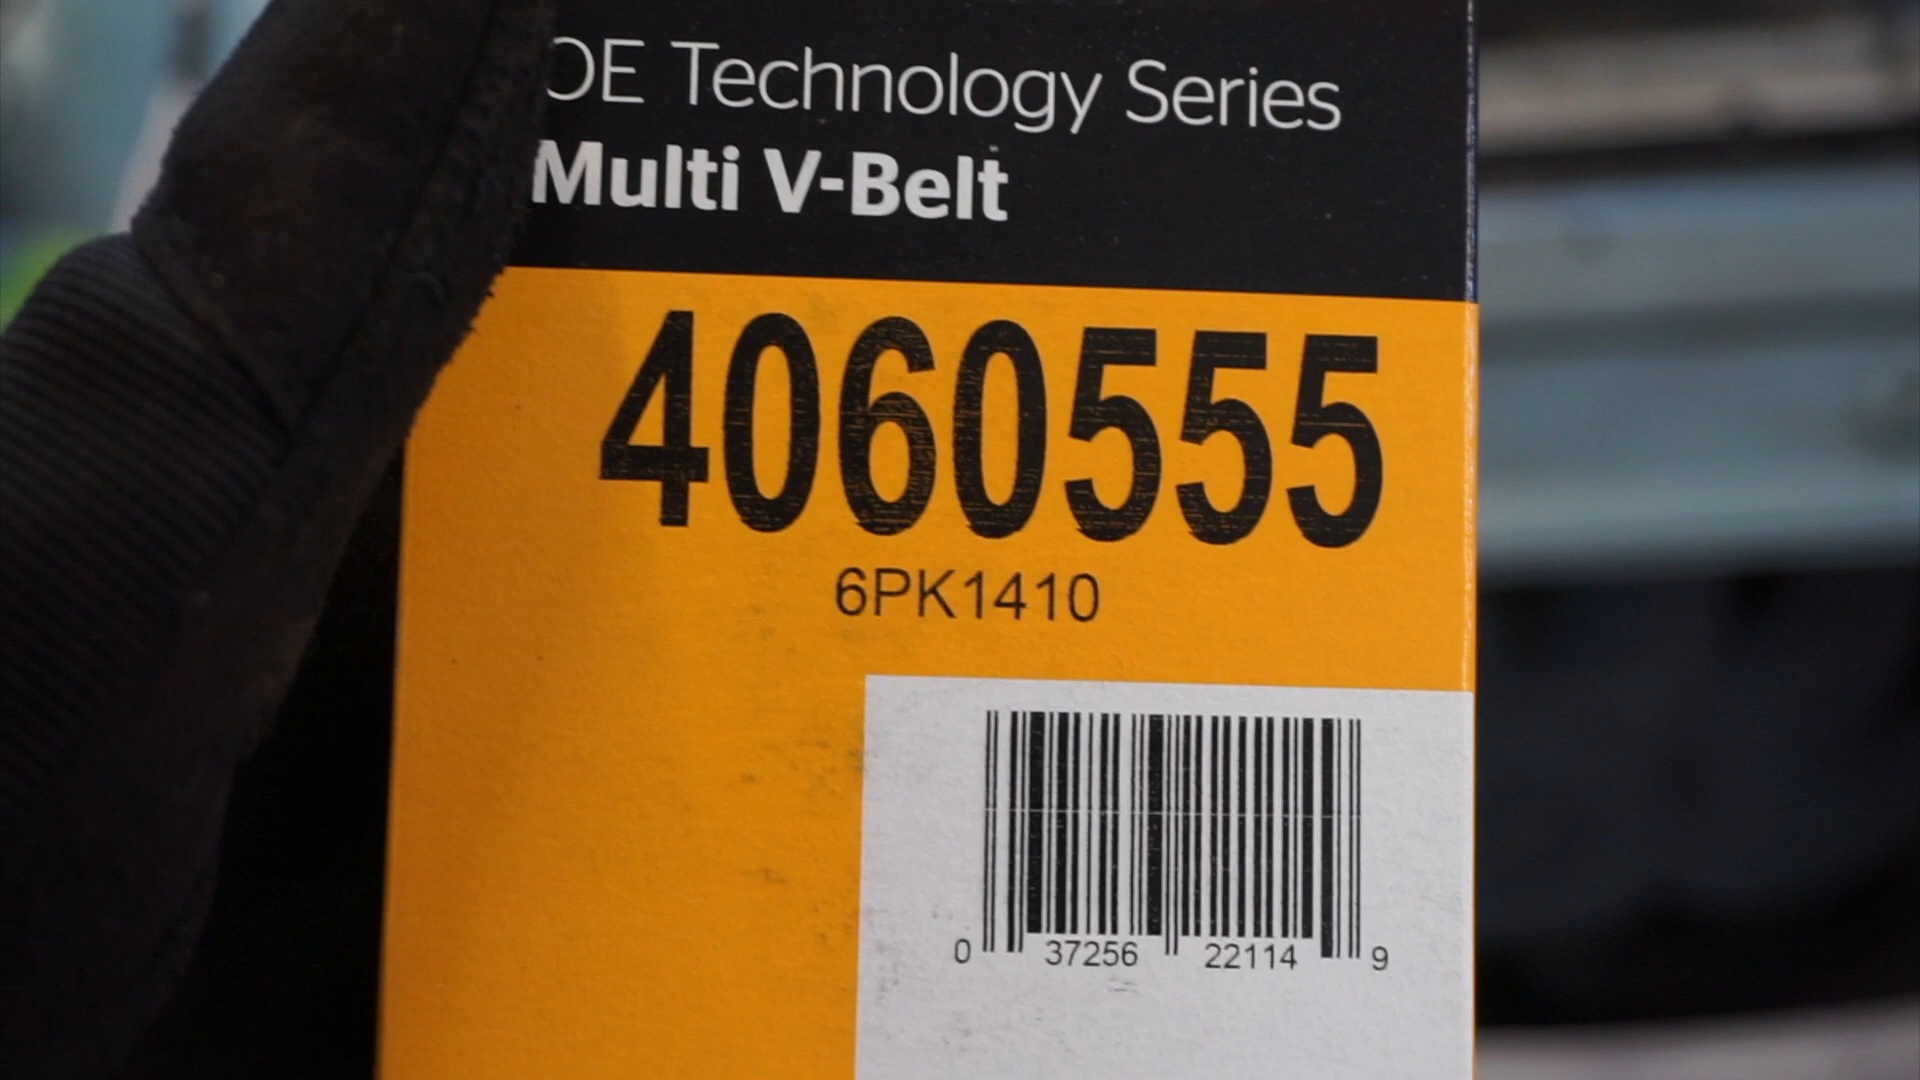 OE Technology Series
Multi V-Belt
4060555
6PK1410
0 37256 22114 9